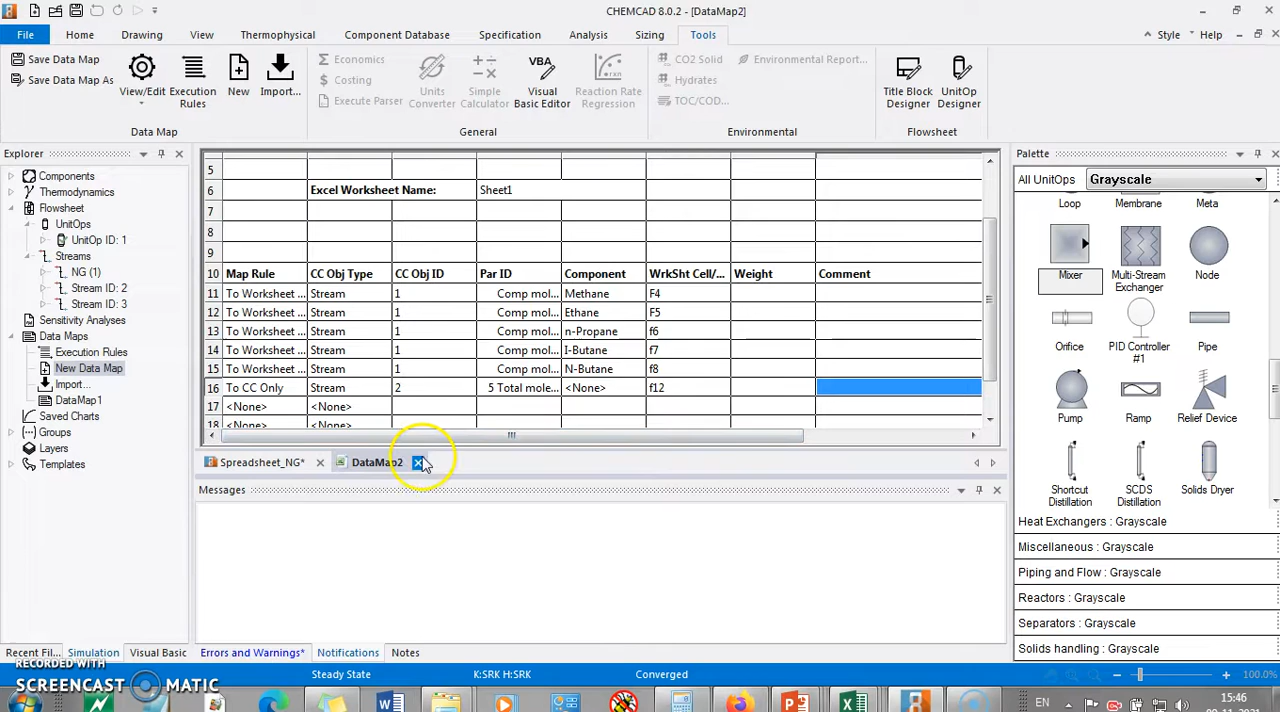 CHEMCAD 8.0.2 - [DataMap2]
File Home Drawing View Thermophysical Component Database Specification Analysis Sizing Tools Style Help
Save Data Map
Save Data Map As
View/Edit
Execution Rules
New
Import...
Data Map
Economics
Costing
Execute Parser
Units Converter
Simple Calculator
VBA
Visual Basic Editor
rxn
Reaction Rate Regression
General
CO2 Solid
Hydrates
TOC/COD...
Environmental Report...
Environmental
Title Block Designer
UnitOp Designer
Flowsheet
Explorer
Components
Thermodynamics
Flowsheet
UnitOps
UnitOp ID: 1
Streams
NG (1)
Stream ID: 2
Stream ID: 3
Sensitivity Analyses
Data Maps
Execution Rules
New Data Map
Import...
DataMap1
Saved Charts
Groups
Layers
Templates
5
6 Excel Worksheet Name: Sheet1
7
8
9
10 Map Rule CC Obj Type CC Obj ID Par ID Component WrkSht Cell/... Weight Comment
11 To Worksheet ... Stream 1 Comp mol... Methane F4
12 To Worksheet ... Stream 1 Comp mol... Ethane F5
13 To Worksheet ... Stream 1 Comp mol... n-Propane f6
14 To Worksheet ... Stream 1 Comp mol... I-Butane f7
15 To Worksheet ... Stream 1 Comp mol... N-Butane f8
16 To CC Only Stream 2 5 Total mole... <None> f12
17 <None> <None>
18 <None> <None>
Spreadsheet_NG* DataMap2
Messages
Palette
All UnitOps Grayscale
Loop Membrane Meta
Mixer Multi-Stream Exchanger Node
Orifice PID Controller #1 Pipe
Pump Ramp Relief Device
Shortcut Distillation SCDS Distillation Solids Dryer
Heat Exchangers : Grayscale
Miscellaneous : Grayscale
Piping and Flow : Grayscale
Reactors : Grayscale
Separators : Grayscale
Solids handling : Grayscale
Recent Fil... Simulation Visual Basic Errors and Warnings* Notifications Notes
Steady State K:SRK H:SRK Converged 100.0%
RECORDED WITH
SCREENCAST MATIC
EN 15:46